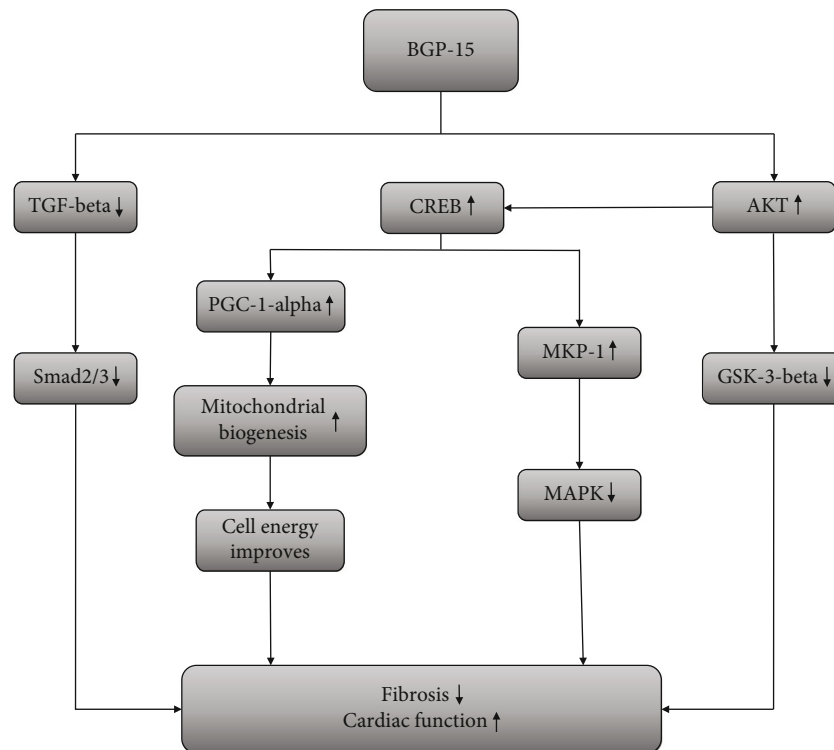 BGP-15
TGF-beta ↓
CREB ↑
AKT ↑
PGC-1-alpha ↑
MKP-1 ↑
Smad2/3 ↓
GSK-3-beta ↓
Mitochondrial
biogenesis ↑
MAPK ↓
Cell energy
improves
Fibrosis ↓
Cardiac function ↑